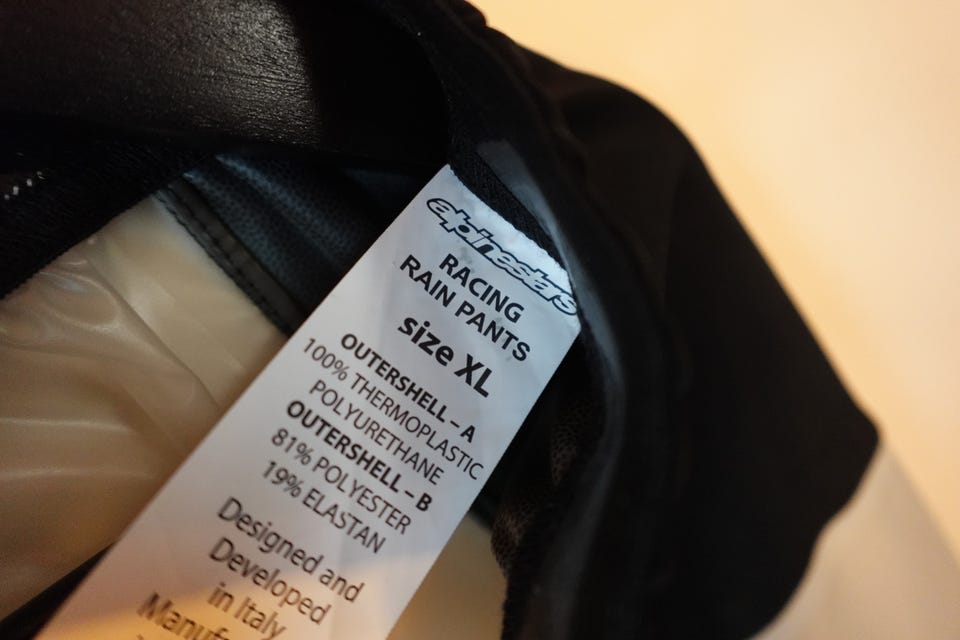 alpinestars
RACING
RAIN PANTS
size XL
OUTERSHELL – A
100% THERMOPLASTIC
POLYURETHANE
OUTERSHELL – B
81% POLYESTER
19% ELASTAN
Designed and
Developed
in Italy